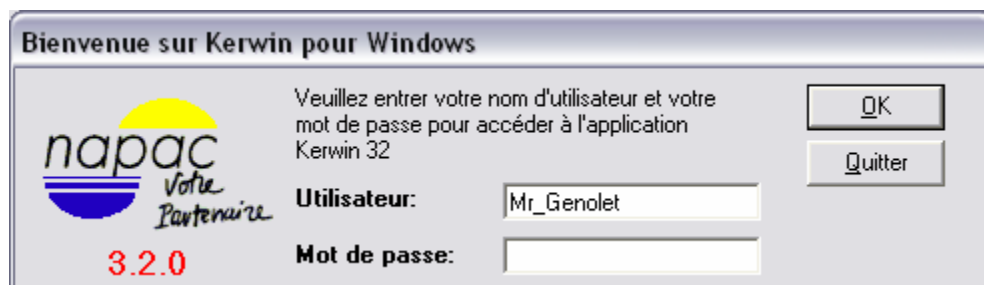 Bienvenue sur Kerwin pour Windows
Veuillez entrer votre nom d'utilisateur et votre
mot de passe pour accéder à l'application
Kerwin 32
OK
Quitter
napac
Votre
Partenaire
3.2.0
Utilisateur:
Mr_Genolet
Mot de passe: